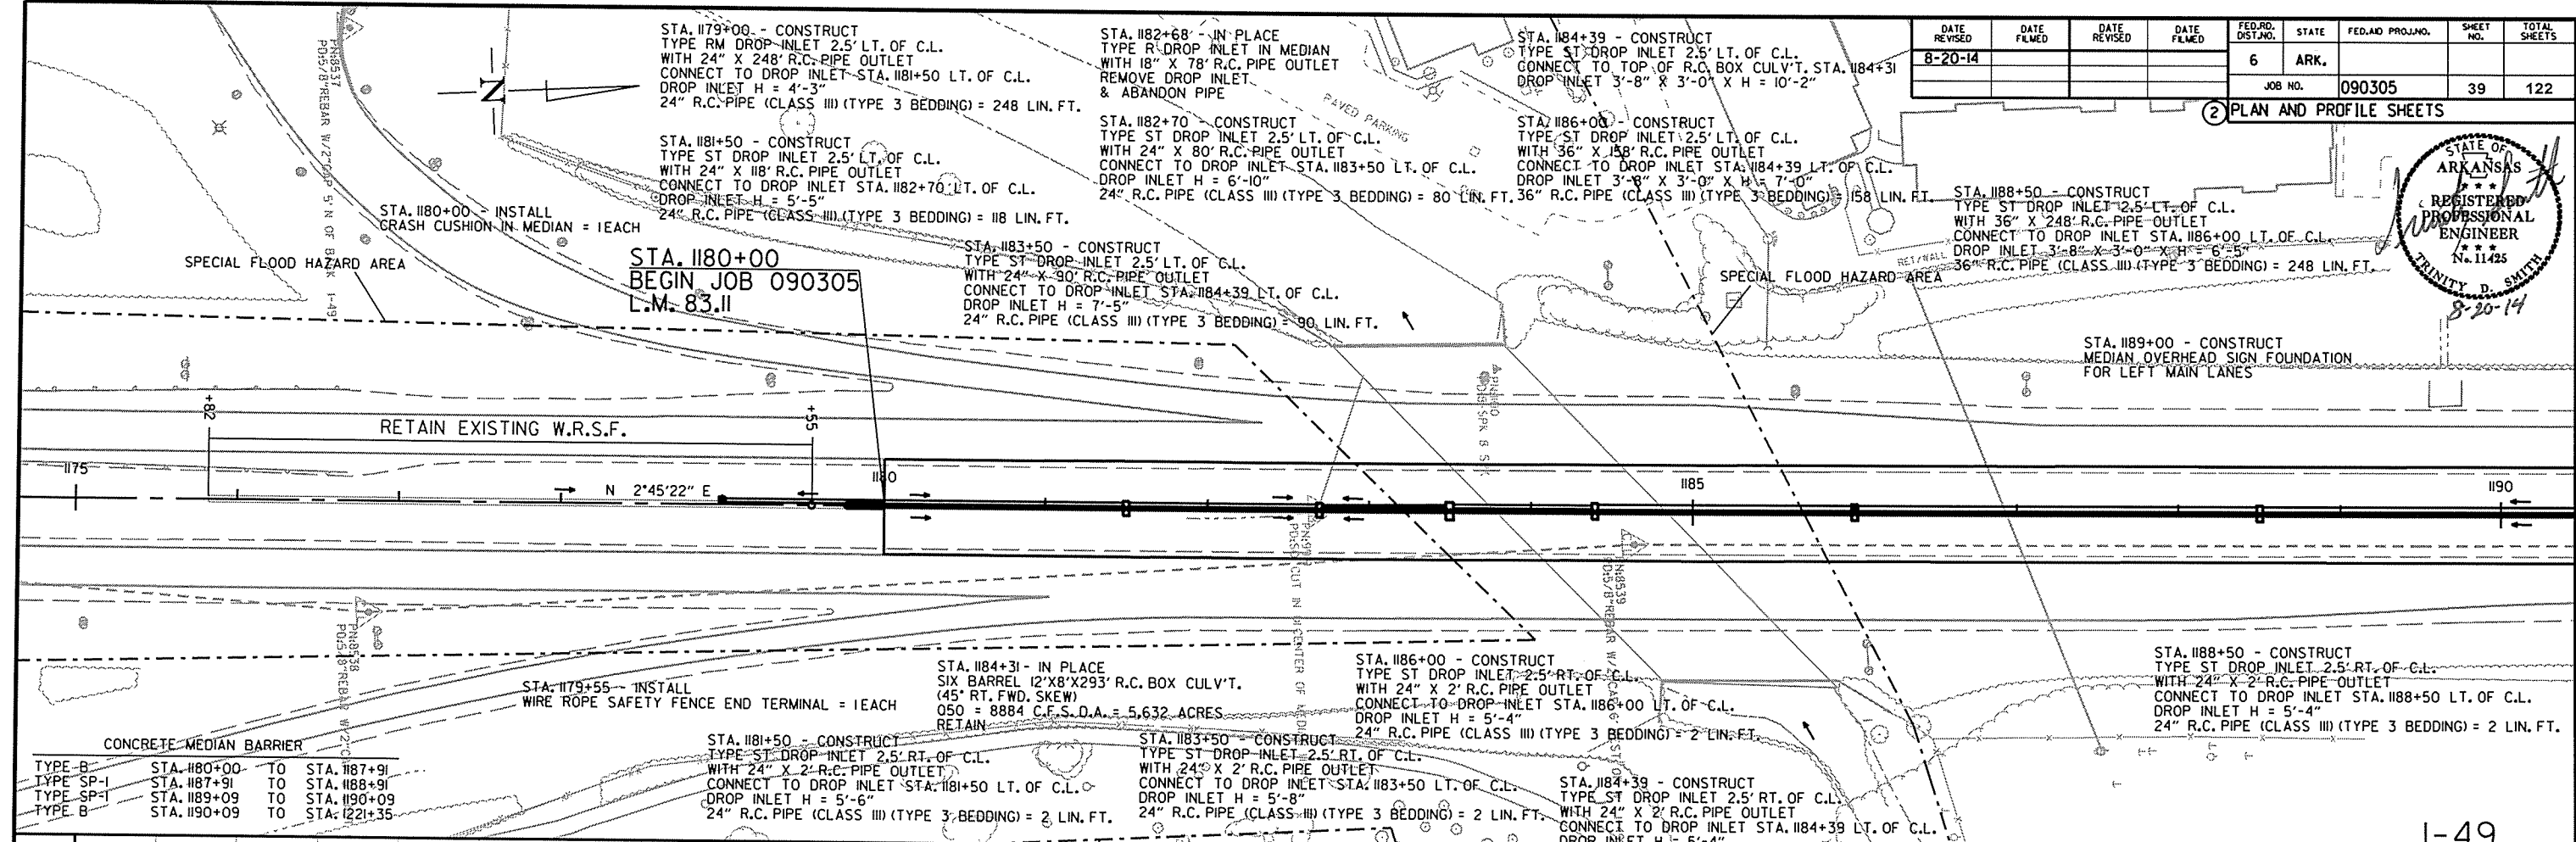 STA. 1179+00 - CONSTRUCT
TYPE RM DROP INLET 2.5' LT. OF C.L.
WITH 24" X 248' R.C. PIPE OUTLET
CONNECT TO DROP INLET STA. 1181+50 LT. OF C.L.
DROP INLET H = 4'-3"
24" R.C. PIPE (CLASS III) (TYPE 3 BEDDING) = 248 LIN. FT.
STA. 1181+50 - CONSTRUCT
TYPE ST DROP INLET 2.5' LT. OF C.L.
WITH 24" X 118' R.C. PIPE OUTLET
CONNECT TO DROP INLET STA. 1182+70 LT. OF C.L.
DROP INLET H = 5'-5"
24" R.C. PIPE (CLASS III) (TYPE 3 BEDDING) = 118 LIN. FT.
STA. 1182+68 - IN PLACE
TYPE R DROP INLET IN MEDIAN
WITH 18" X 78' R.C. PIPE OUTLET
REMOVE DROP INLET
& ABANDON PIPE
STA. 1182+70 - CONSTRUCT
TYPE ST DROP INLET 2.5' LT. OF C.L.
WITH 24" X 80' R.C. PIPE OUTLET
CONNECT TO DROP INLET STA. 1183+50 LT. OF C.L.
DROP INLET H = 6'-10"
24" R.C. PIPE (CLASS III) (TYPE 3 BEDDING) = 80 LIN. FT.
PAVED PARKING
STA. 1184+39 - CONSTRUCT
TYPE ST DROP INLET 2.5' LT. OF C.L.
CONNECT TO TOP OF R.C. BOX CULV'T. STA. 1184+31
DROP INLET 3'-8" X 3'-0" X H = 10'-2"
STA. 1186+00 - CONSTRUCT
TYPE ST DROP INLET 2.5' LT. OF C.L.
WITH 36" X 158' R.C. PIPE OUTLET
CONNECT TO DROP INLET STA. 1184+39 LT. OF C.L.
DROP INLET 3'-8" X 3'-0" X H = 7'-0"
36" R.C. PIPE (CLASS III) (TYPE 3 BEDDING) = 158 LIN. FT.
DATE REVISED
DATE FILMED
DATE REVISED
DATE FILMED
FED.RD. DIST.NO.
STATE
FED.AID PROJ.NO.
SHEET NO.
TOTAL SHEETS
8-20-14
6 ARK.
JOB NO. 090305 39 122
2 PLAN AND PROFILE SHEETS
STATE OF
ARKANSAS
REGISTERED
PROFESSIONAL
ENGINEER
No. 11425
TRINITY D. SMITH
8-20-14
STA. 1188+50 - CONSTRUCT
TYPE ST DROP INLET 2.5' LT. OF C.L.
WITH 36" X 248' R.C. PIPE OUTLET
CONNECT TO DROP INLET STA. 1186+00 LT. OF C.L.
DROP INLET 3'-8" X 3'-0" X H = 6'-5"
36" R.C. PIPE (CLASS III) (TYPE 3 BEDDING) = 248 LIN. FT.
RET. WALL
N
STA. 1180+00 - INSTALL
CRASH CUSHION IN MEDIAN = 1 EACH
SPECIAL FLOOD HAZARD AREA
STA. 1180+00
BEGIN JOB 090305
L.M. 83.11
STA. 1183+50 - CONSTRUCT
TYPE ST DROP INLET 2.5' LT. OF C.L.
WITH 24" X 90' R.C. PIPE OUTLET
CONNECT TO DROP INLET STA. 1184+39 LT. OF C.L.
DROP INLET H = 7'-5"
24" R.C. PIPE (CLASS III) (TYPE 3 BEDDING) = 90 LIN. FT.
SPECIAL FLOOD HAZARD AREA
STA. 1189+00 - CONSTRUCT
MEDIAN OVERHEAD SIGN FOUNDATION
FOR LEFT MAIN LANES
PN:8537
+82
RETAIN EXISTING W.R.S.F.
+55
1175
N 2°45'22" E
1180
1185
1190
PN:8539
PN:8538
STA. 1179+55 - INSTALL
WIRE ROPE SAFETY FENCE END TERMINAL = 1 EACH
STA. 1184+31 - IN PLACE
SIX BARREL 12'X8'X293' R.C. BOX CULV'T.
(45° RT. FWD. SKEW)
Q50 = 8884 C.F.S. D.A. = 5,632 ACRES
RETAIN
STA. 1186+00 - CONSTRUCT
TYPE ST DROP INLET 2.5' RT. OF C.L.
WITH 24" X 2' R.C. PIPE OUTLET
CONNECT TO DROP INLET STA. 1186+00 LT. OF C.L.
DROP INLET H = 5'-4"
24" R.C. PIPE (CLASS III) (TYPE 3 BEDDING) = 2 LIN. FT.
STA. 1188+50 - CONSTRUCT
TYPE ST DROP INLET 2.5' RT. OF C.L.
WITH 24" X 2' R.C. PIPE OUTLET
CONNECT TO DROP INLET STA. 1188+50 LT. OF C.L.
DROP INLET H = 5'-4"
24" R.C. PIPE (CLASS III) (TYPE 3 BEDDING) = 2 LIN. FT.
CONCRETE MEDIAN BARRIER
TYPE B STA. 1180+00 TO STA. 1187+91
TYPE SP-1 STA. 1187+91 TO STA. 1188+91
TYPE SP-1 STA. 1189+09 TO STA. 1190+09
TYPE B STA. 1190+09 TO STA. 1221+35
STA. 1181+50 - CONSTRUCT
TYPE ST DROP INLET 2.5' RT. OF C.L.
WITH 24" X 2' R.C. PIPE OUTLET
CONNECT TO DROP INLET STA. 1181+50 LT. OF C.L.
DROP INLET H = 5'-6"
24" R.C. PIPE (CLASS III) (TYPE 3 BEDDING) = 2 LIN. FT.
STA. 1183+50 - CONSTRUCT
TYPE ST DROP INLET 2.5' RT. OF C.L.
WITH 24" X 2' R.C. PIPE OUTLET
CONNECT TO DROP INLET STA. 1183+50 LT. OF C.L.
DROP INLET H = 5'-8"
24" R.C. PIPE (CLASS III) (TYPE 3 BEDDING) = 2 LIN. FT.
STA. 1184+39 - CONSTRUCT
TYPE ST DROP INLET 2.5' RT. OF C.L.
WITH 24" X 2' R.C. PIPE OUTLET
CONNECT TO DROP INLET STA. 1184+39 LT. OF C.L.
DROP INLET H = 5'-4"
I-49